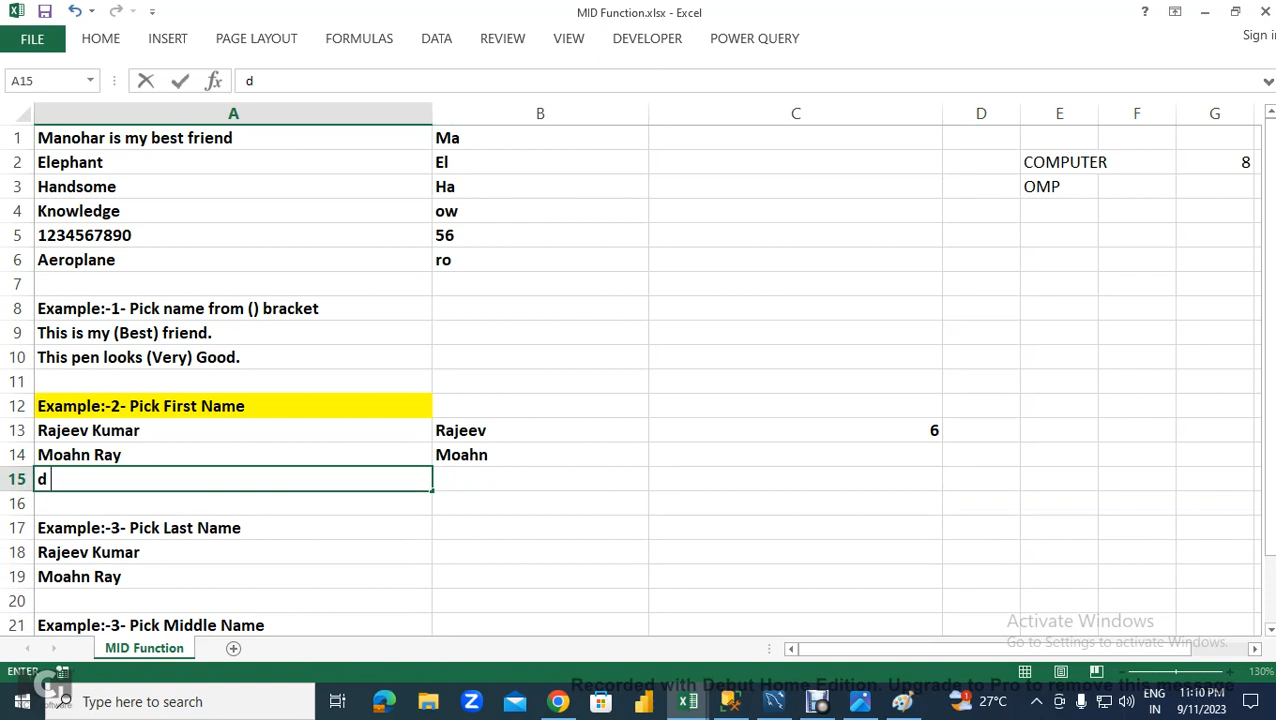 MID Function.xlsx - Excel
?
FILE HOME INSERT PAGE LAYOUT FORMULAS DATA REVIEW VIEW DEVELOPER POWER QUERY Sign i
A15 fx d
A B C D E F G
1 Manohar is my best friend Ma
2 Elephant El COMPUTER 8
3 Handsome Ha OMP
4 Knowledge ow
5 1234567890 56
6 Aeroplane ro
7
8 Example:-1- Pick name from () bracket
9 This is my (Best) friend.
10 This pen looks (Very) Good.
11
12 Example:-2- Pick First Name
13 Rajeev Kumar Rajeev 6
14 Moahn Ray Moahn
15 d
16
17 Example:-3- Pick Last Name
18 Rajeev Kumar
19 Moahn Ray
20
21 Example:-3- Pick Middle Name
Activate Windows
Go to Settings to activate Windows.
MID Function
ENTER 130%
Recorded with Debut Home Edition. Upgrade to Pro to remove this message
Type here to search 27°C ENG 11:10 PM
IN 9/11/2023